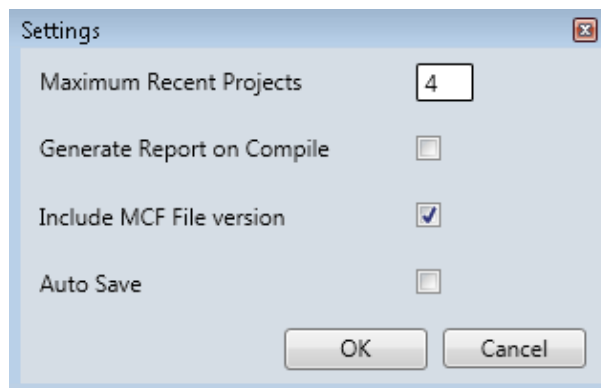 Settings
Maximum Recent Projects 4
Generate Report on Compile
Include MCF File version
Auto Save
OK Cancel